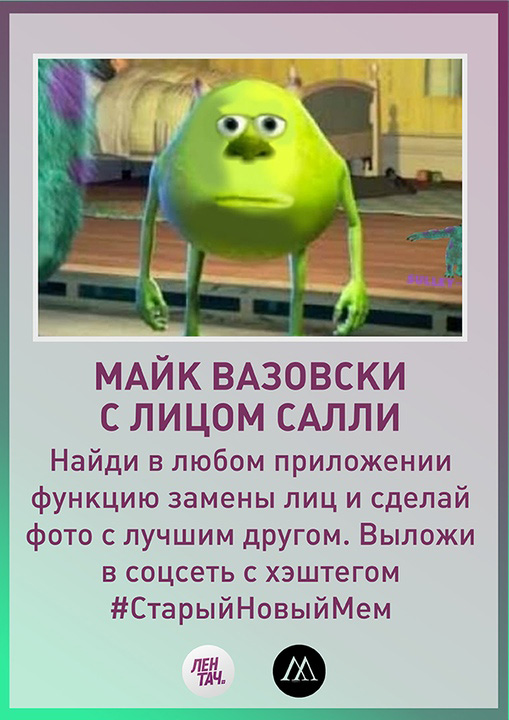 МАЙК ВАЗОВСКИ
С ЛИЦОМ САЛЛИ
Найди в любом приложении
функцию замены лиц и сделай
фото с лучшим другом. Выложи
в соцсеть с хэштегом
#СтарыйНовыйМем
ЛЕН
ТАЧ.